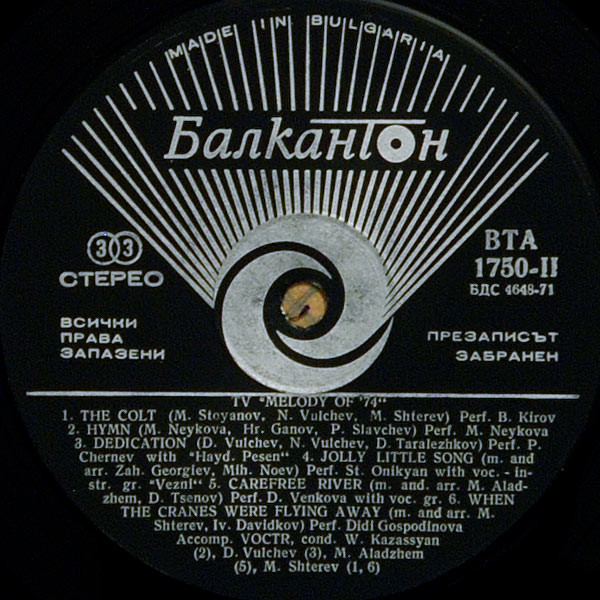 MADE IN BULGARIA
Балкантон
33
СТЕРЕО
ВТА
1750-II
БДС 4648-71
ВСИЧКИ
ПРАВА
ЗАПАЗЕНИ
ПРЕЗАПИСЪТ
ЗАБРАНЕН
TV "MELODY OF '74"
1. THE COLT (M. Stoyanov, N. Vulchev, M. Shterev) Perf. B. Kirov
2. HYMN (M. Neykova, Hr. Ganov, P. Slavchev) Perf. M. Neykova
3. DEDICATION (D. Vulchev, N. Vulchev, D. Taralezhkov) Perf. P.
Chernev with "Hayd. Pesen" 4. JOLLY LITTLE SONG (m. and
arr. Zah. Georgiev, Mih. Noev) Perf. St. Onikyan with voc. - in-
str. gr. "Vezni" 5. CAREFREE RIVER (m. and arr. M. Alad-
zhem, D. Tsenov) Perf. D. Venkova with voc. gr. 6. WHEN
THE CRANES WERE FLYING AWAY (m. and arr. M.
Shterev, Iv. Davidkov) Perf. Didi Gospodinova
Accomp. VOCTR, cond. W. Kazassyan
(2), D. Vulchev (3), M. Aladzhem
(5), M. Shterev (1, 6)